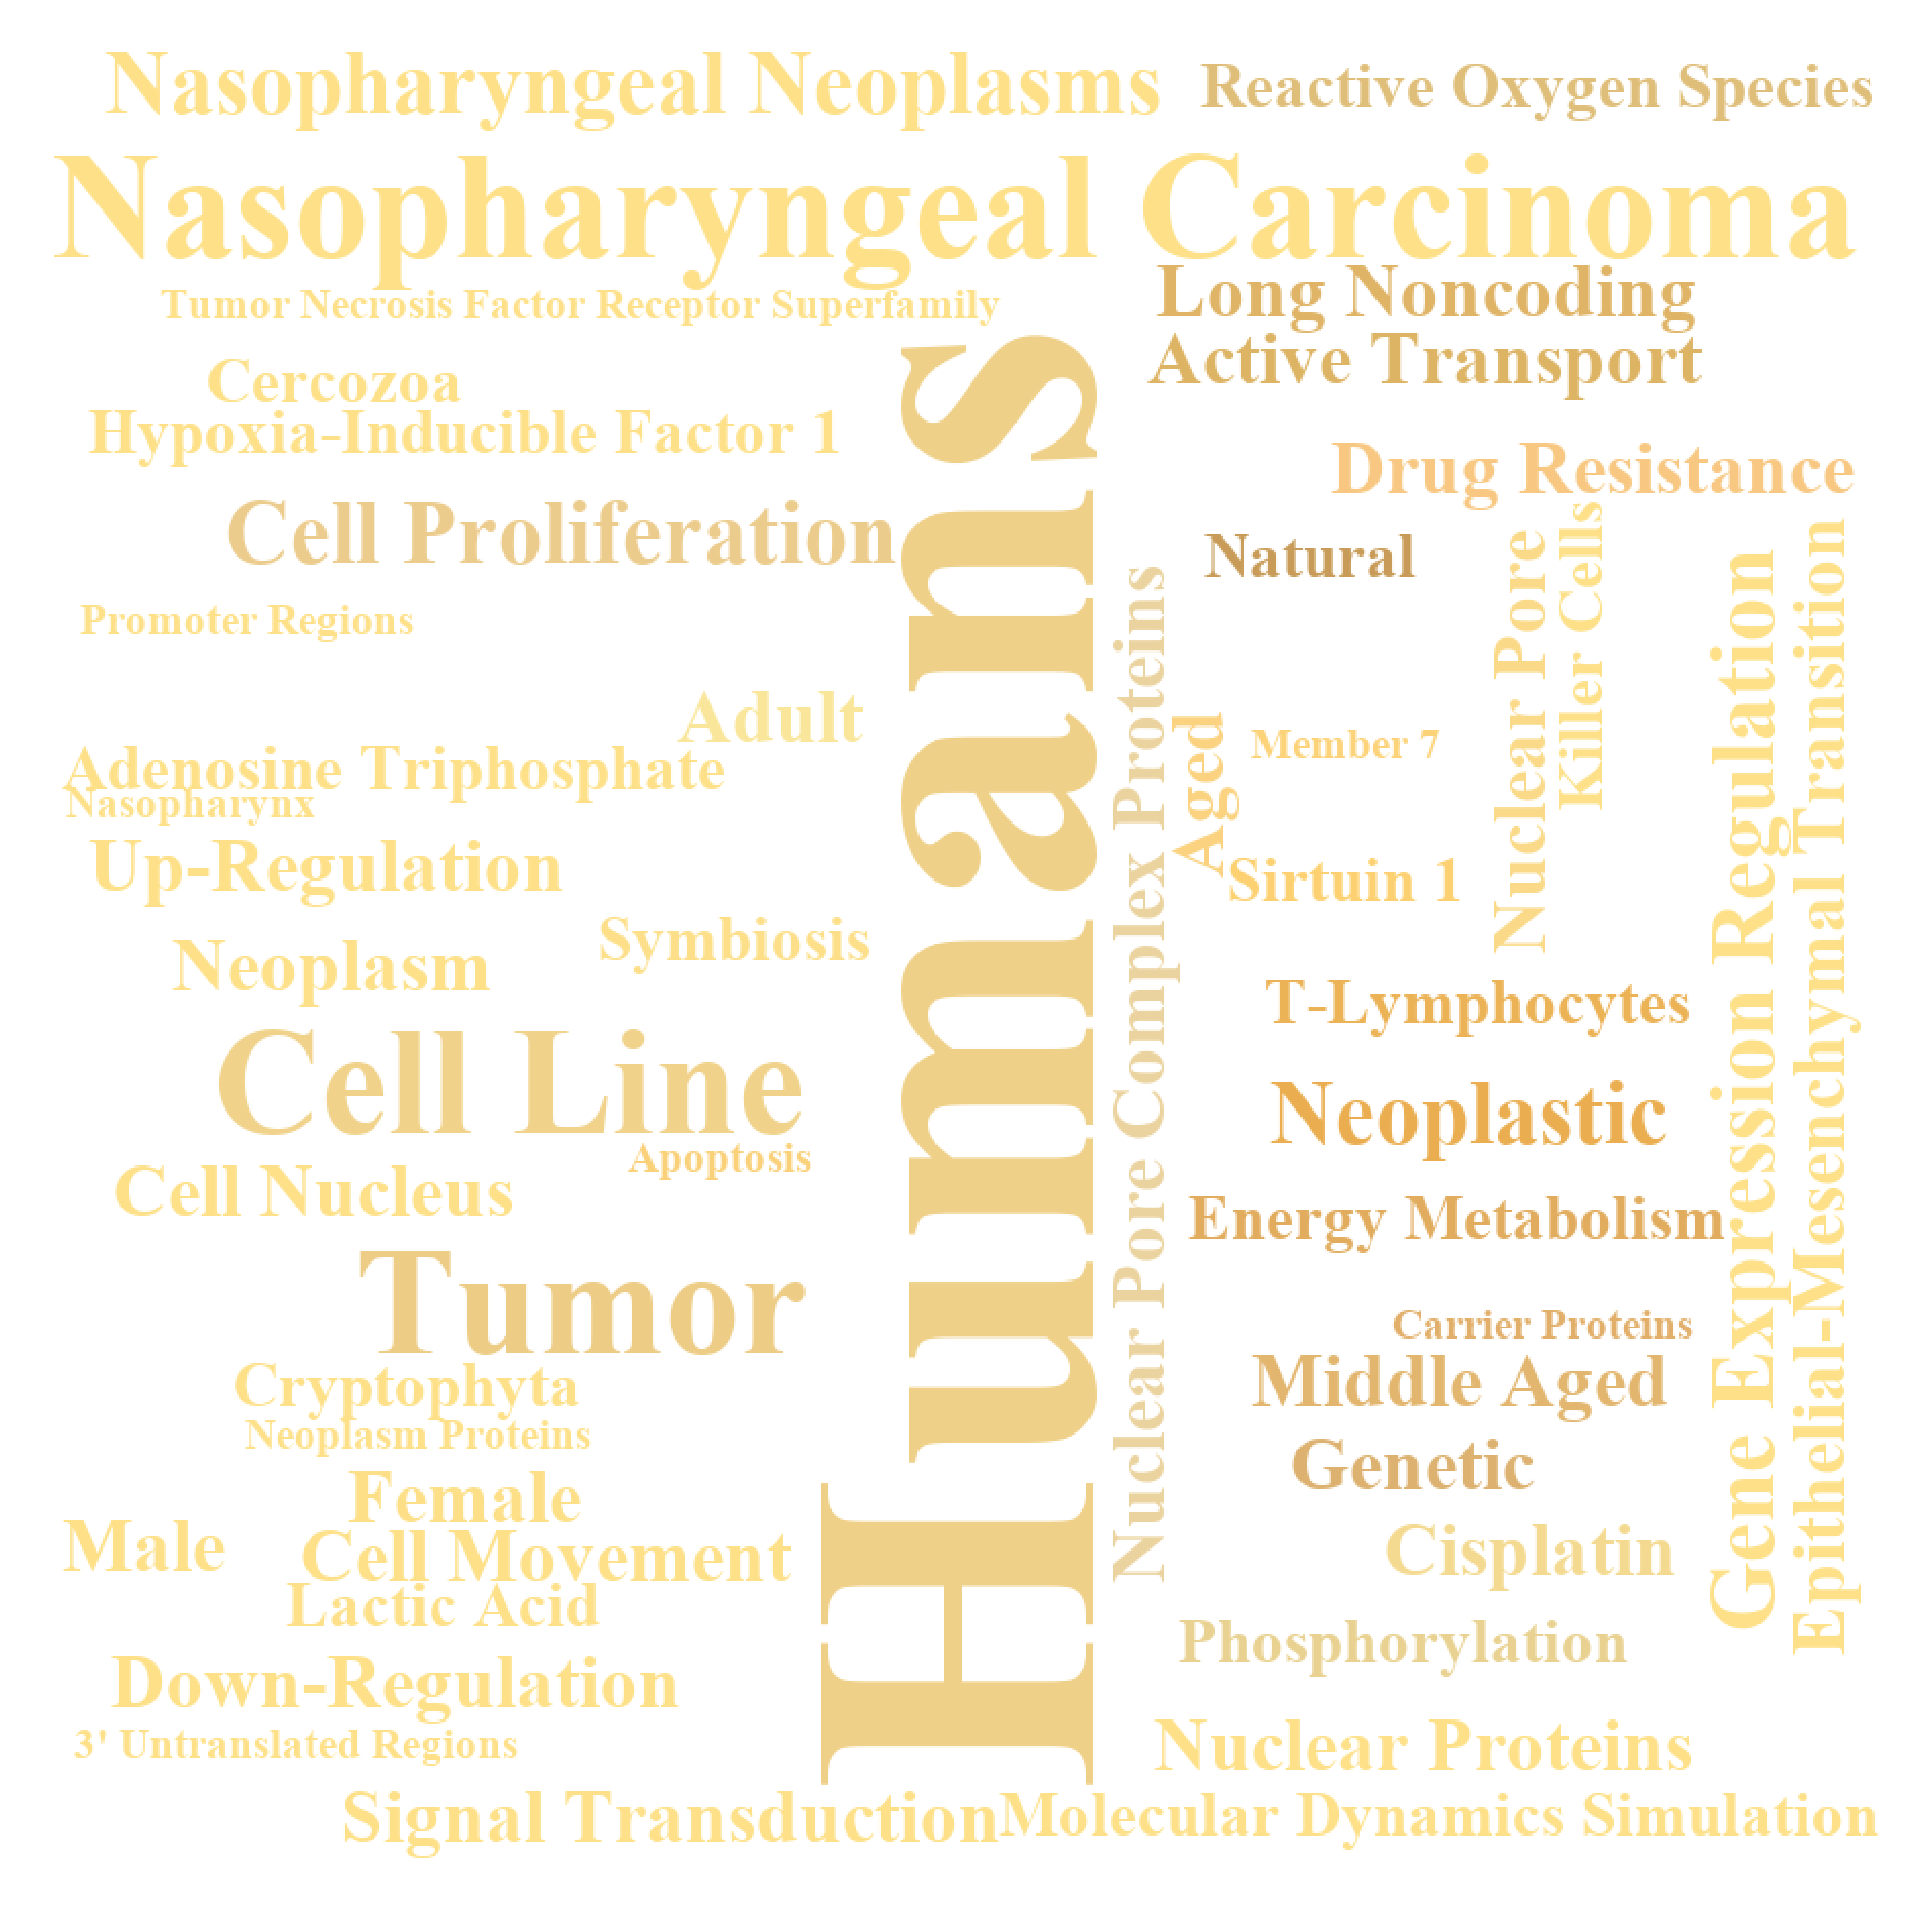 Nasopharyngeal Neoplasms
Reactive Oxygen Species
Nasopharyngeal Carcinoma
Tumor Necrosis Factor Receptor Superfamily
Long Noncoding
Active Transport
Cercozoa
Hypoxia-Inducible Factor 1
Drug Resistance
Cell Proliferation
Natural
Promoter Regions
Humans
Nuclear Pore Complex Proteins
Aged
Nuclear Pore
Killer Cells
Gene Expression Regulation
Epithelial-Mesenchymal Transition
Adult
Member 7
Adenosine Triphosphate
Nasopharynx
Up-Regulation
Sirtuin 1
Symbiosis
Neoplasm
T-Lymphocytes
Cell Line
Neoplastic
Apoptosis
Cell Nucleus
Energy Metabolism
Tumor
Carrier Proteins
Cryptophyta
Middle Aged
Neoplasm Proteins
Genetic
Female
Male
Cell Movement
Cisplatin
Lactic Acid
Phosphorylation
Down-Regulation
3' Untranslated Regions
Nuclear Proteins
Signal Transduction
Molecular Dynamics Simulation